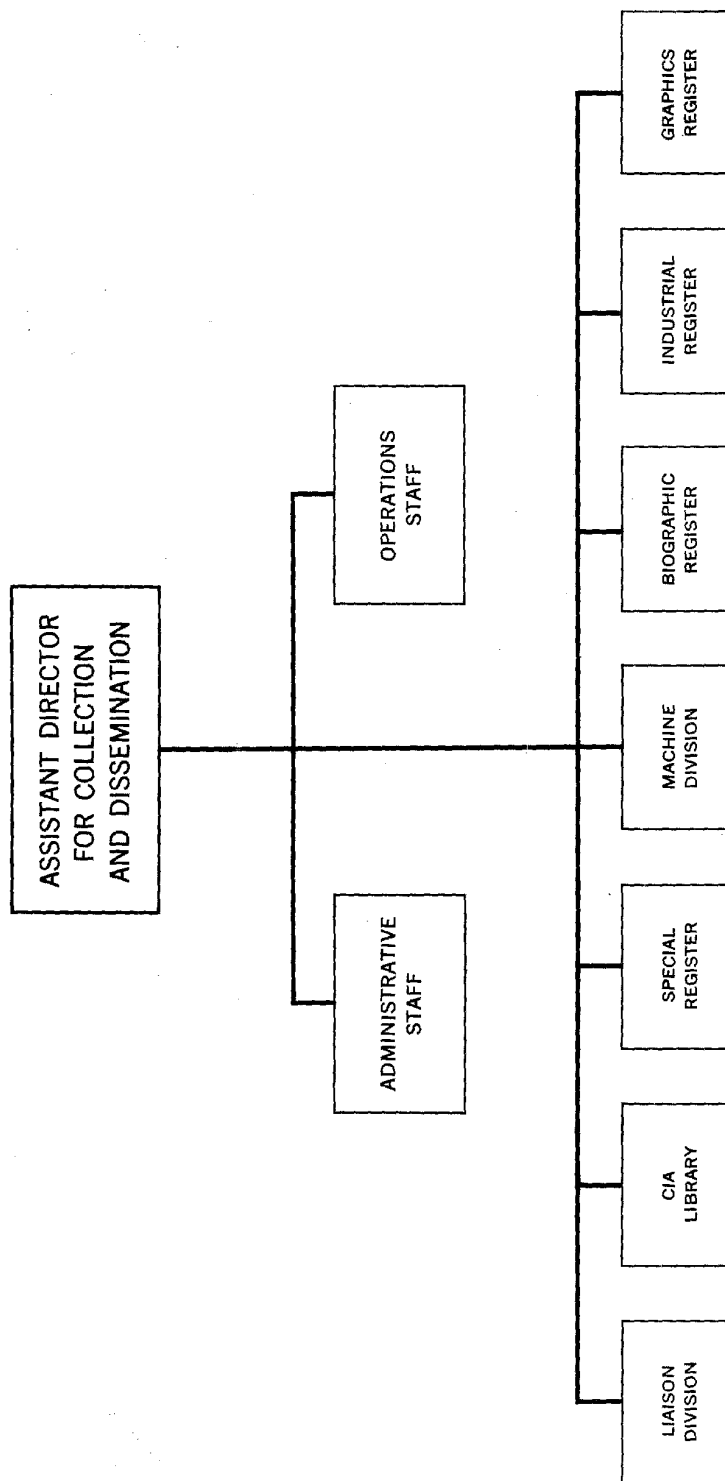 ASSISTANT DIRECTOR
FOR COLLECTION
AND DISSEMINATION
ADMINISTRATIVE
STAFF
OPERATIONS
STAFF
LIAISON
DIVISION
CIA
LIBRARY
SPECIAL
REGISTER
MACHINE
DIVISION
BIOGRAPHIC
REGISTER
INDUSTRIAL
REGISTER
GRAPHICS
REGISTER